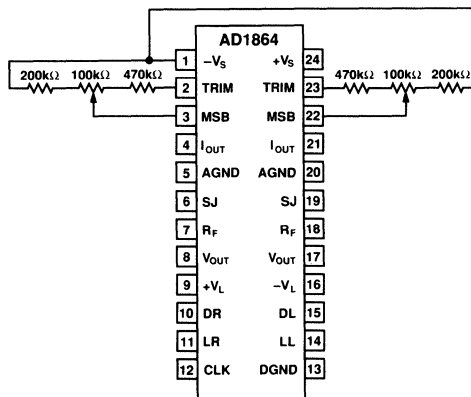 AD1864
1 –VS +VS 24
200kΩ 100kΩ 470kΩ 2 TRIM TRIM 23 470kΩ 100kΩ 200kΩ
3 MSB MSB 22
4 IOUT IOUT 21
5 AGND AGND 20
6 SJ SJ 19
7 RF RF 18
8 VOUT VOUT 17
9 +VL –VL 16
10 DR DL 15
11 LR LL 14
12 CLK DGND 13